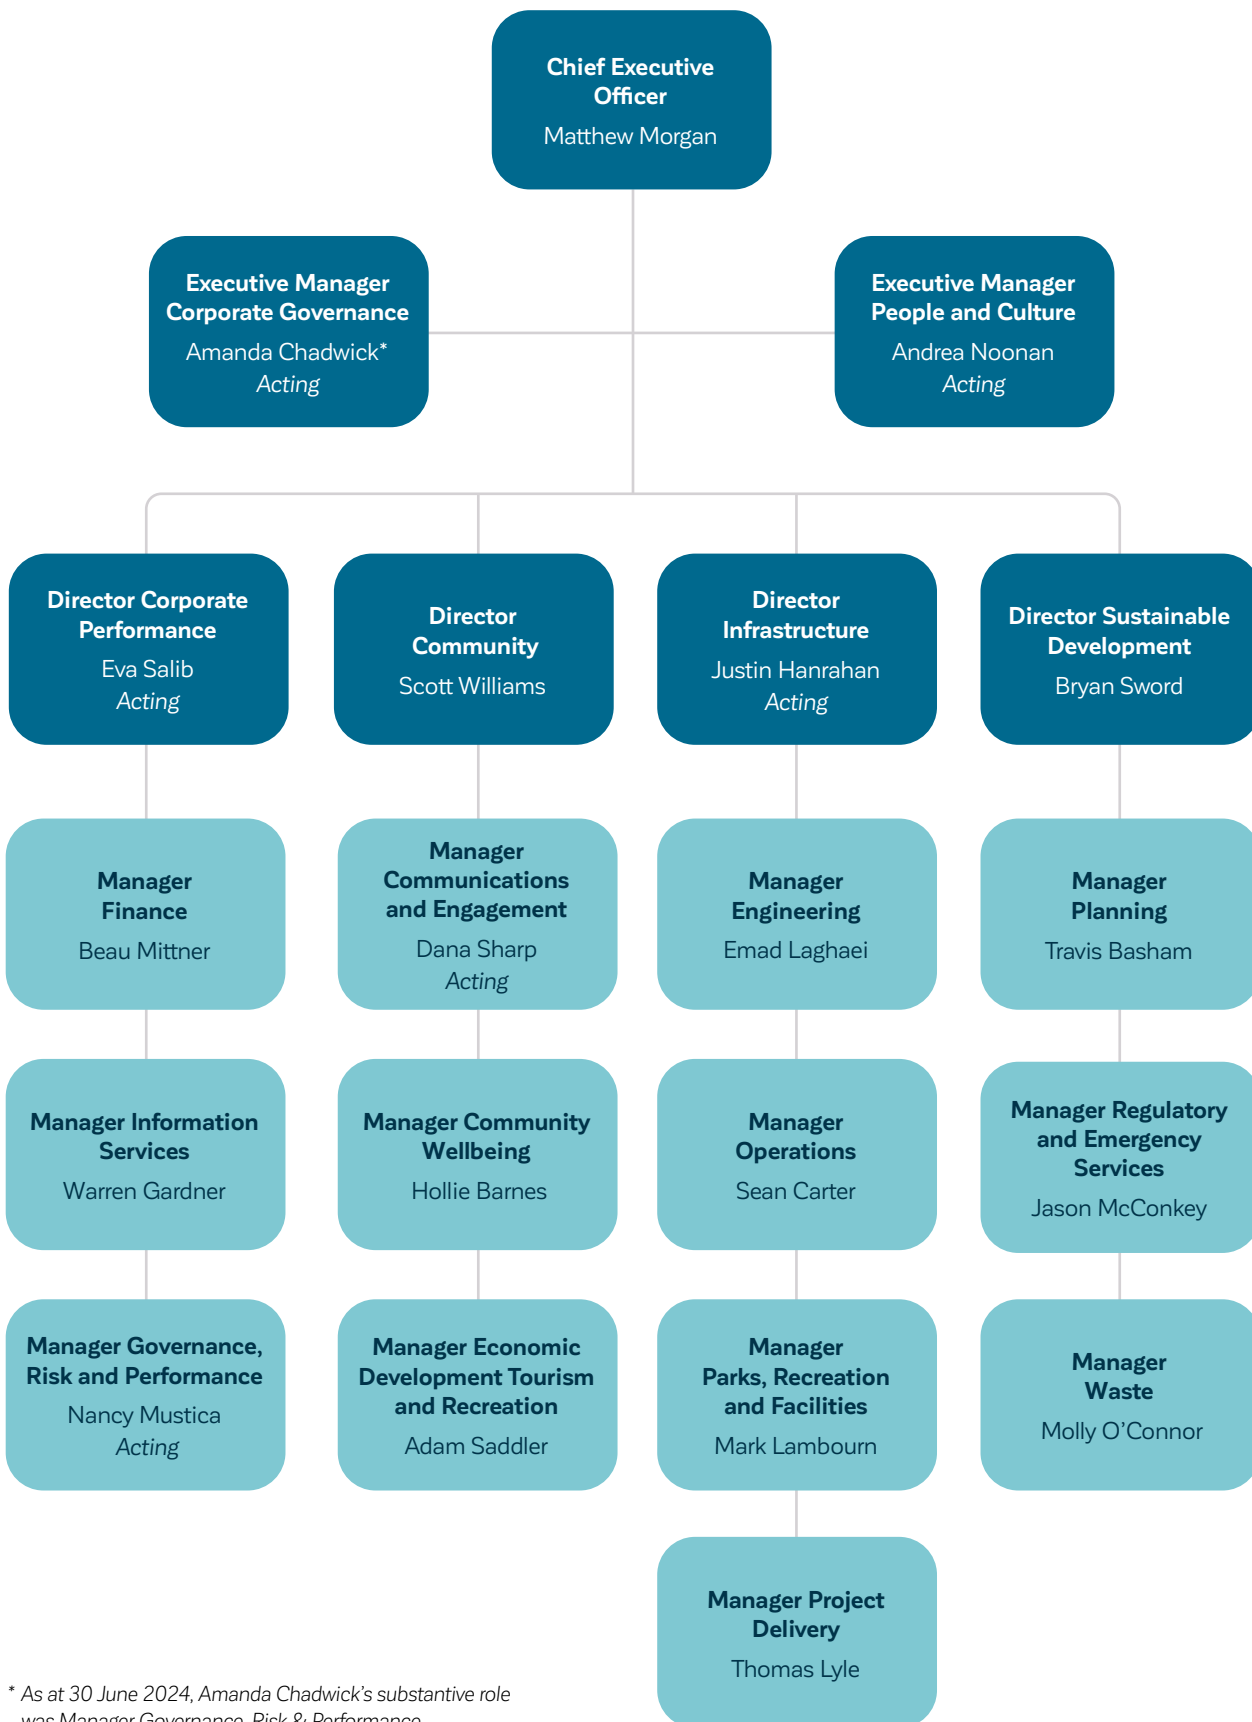 Chief Executive
Officer
Matthew Morgan
Executive Manager
Corporate Governance
Amanda Chadwick*
Acting
Executive Manager
People and Culture
Andrea Noonan
Acting
Director Corporate
Performance
Eva Salib
Acting
Director
Community
Scott Williams
Director
Infrastructure
Justin Hanrahan
Acting
Director Sustainable
Development
Bryan Sword
Manager
Finance
Beau Mittner
Manager
Communications
and Engagement
Dana Sharp
Acting
Manager
Engineering
Emad Laghaei
Manager
Planning
Travis Basham
Manager Information
Services
Warren Gardner
Manager Community
Wellbeing
Hollie Barnes
Manager
Operations
Sean Carter
Manager Regulatory
and Emergency
Services
Jason McConkey
Manager Governance,
Risk and Performance
Nancy Mustica
Acting
Manager Economic
Development Tourism
and Recreation
Adam Saddler
Manager
Parks, Recreation
and Facilities
Mark Lambourn
Manager
Waste
Molly O’Connor
Manager Project
Delivery
Thomas Lyle
* As at 30 June 2024, Amanda Chadwick’s substantive role
was Manager Governance, Risk & Performance